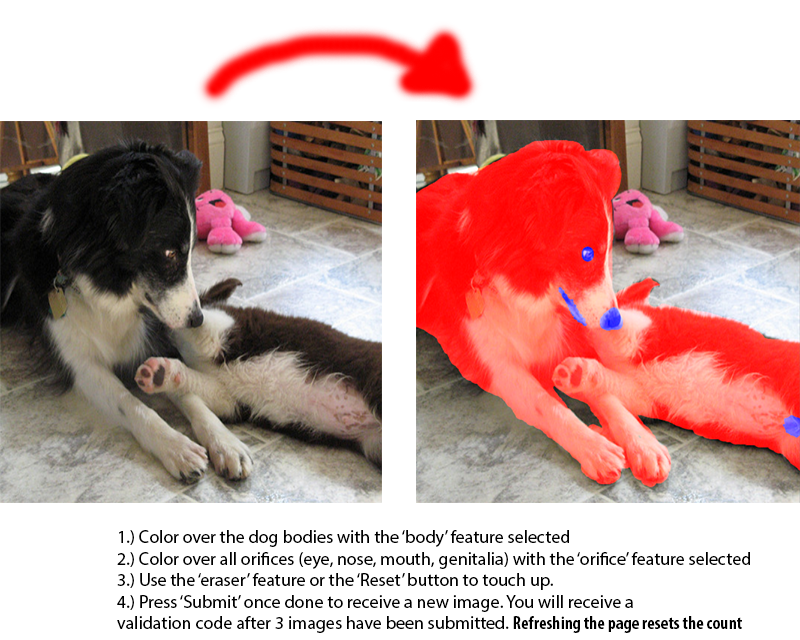 1.) Color over the dog bodies with the ‘body’ feature selected
2.) Color over all orifices (eye, nose, mouth, genitalia) with the ‘orifice’ feature selected
3.) Use the ‘eraser’ feature or the ‘Reset’ button to touch up.
4.) Press ‘Submit’ once done to receive a new image. You will receive a
validation code after 3 images have been submitted. Refreshing the page resets the count